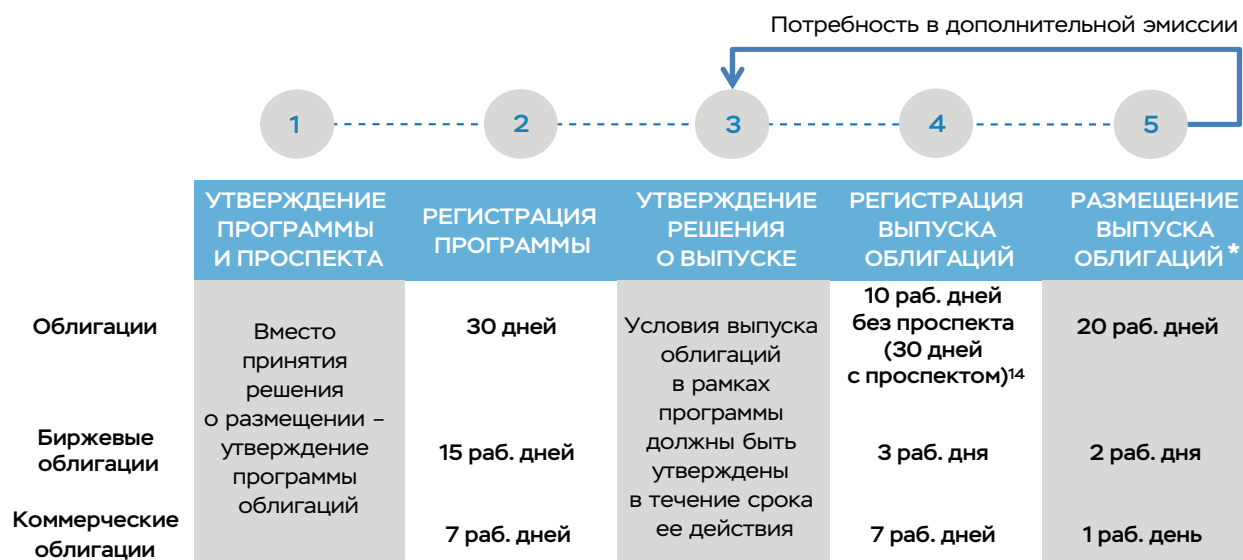 Потребность в дополнительной эмиссии
1
2
3
4
5
УТВЕРЖДЕНИЕ
ПРОГРАММЫ
И ПРОСПЕКТА
РЕГИСТРАЦИЯ
ПРОГРАММЫ
УТВЕРЖДЕНИЕ
РЕШЕНИЯ
О ВЫПУСКЕ
РЕГИСТРАЦИЯ
ВЫПУСКА
ОБЛИГАЦИЙ
РАЗМЕЩЕНИЕ
ВЫПУСКА
ОБЛИГАЦИЙ *
Облигации
Вместо
принятия
решения
о размещении –
утверждение
программы
облигаций
30 дней
Условия выпуска
облигаций
в рамках
программы
должны быть
утверждены
в течение срока
ее действия
10 раб. дней
без проспекта
(30 дней
с проспектом)¹⁴
20 раб. дней
Биржевые
облигации
15 раб. дней
3 раб. дня
2 раб. дня
Коммерческие
облигации
7 раб. дней
7 раб. дней
1 раб. день